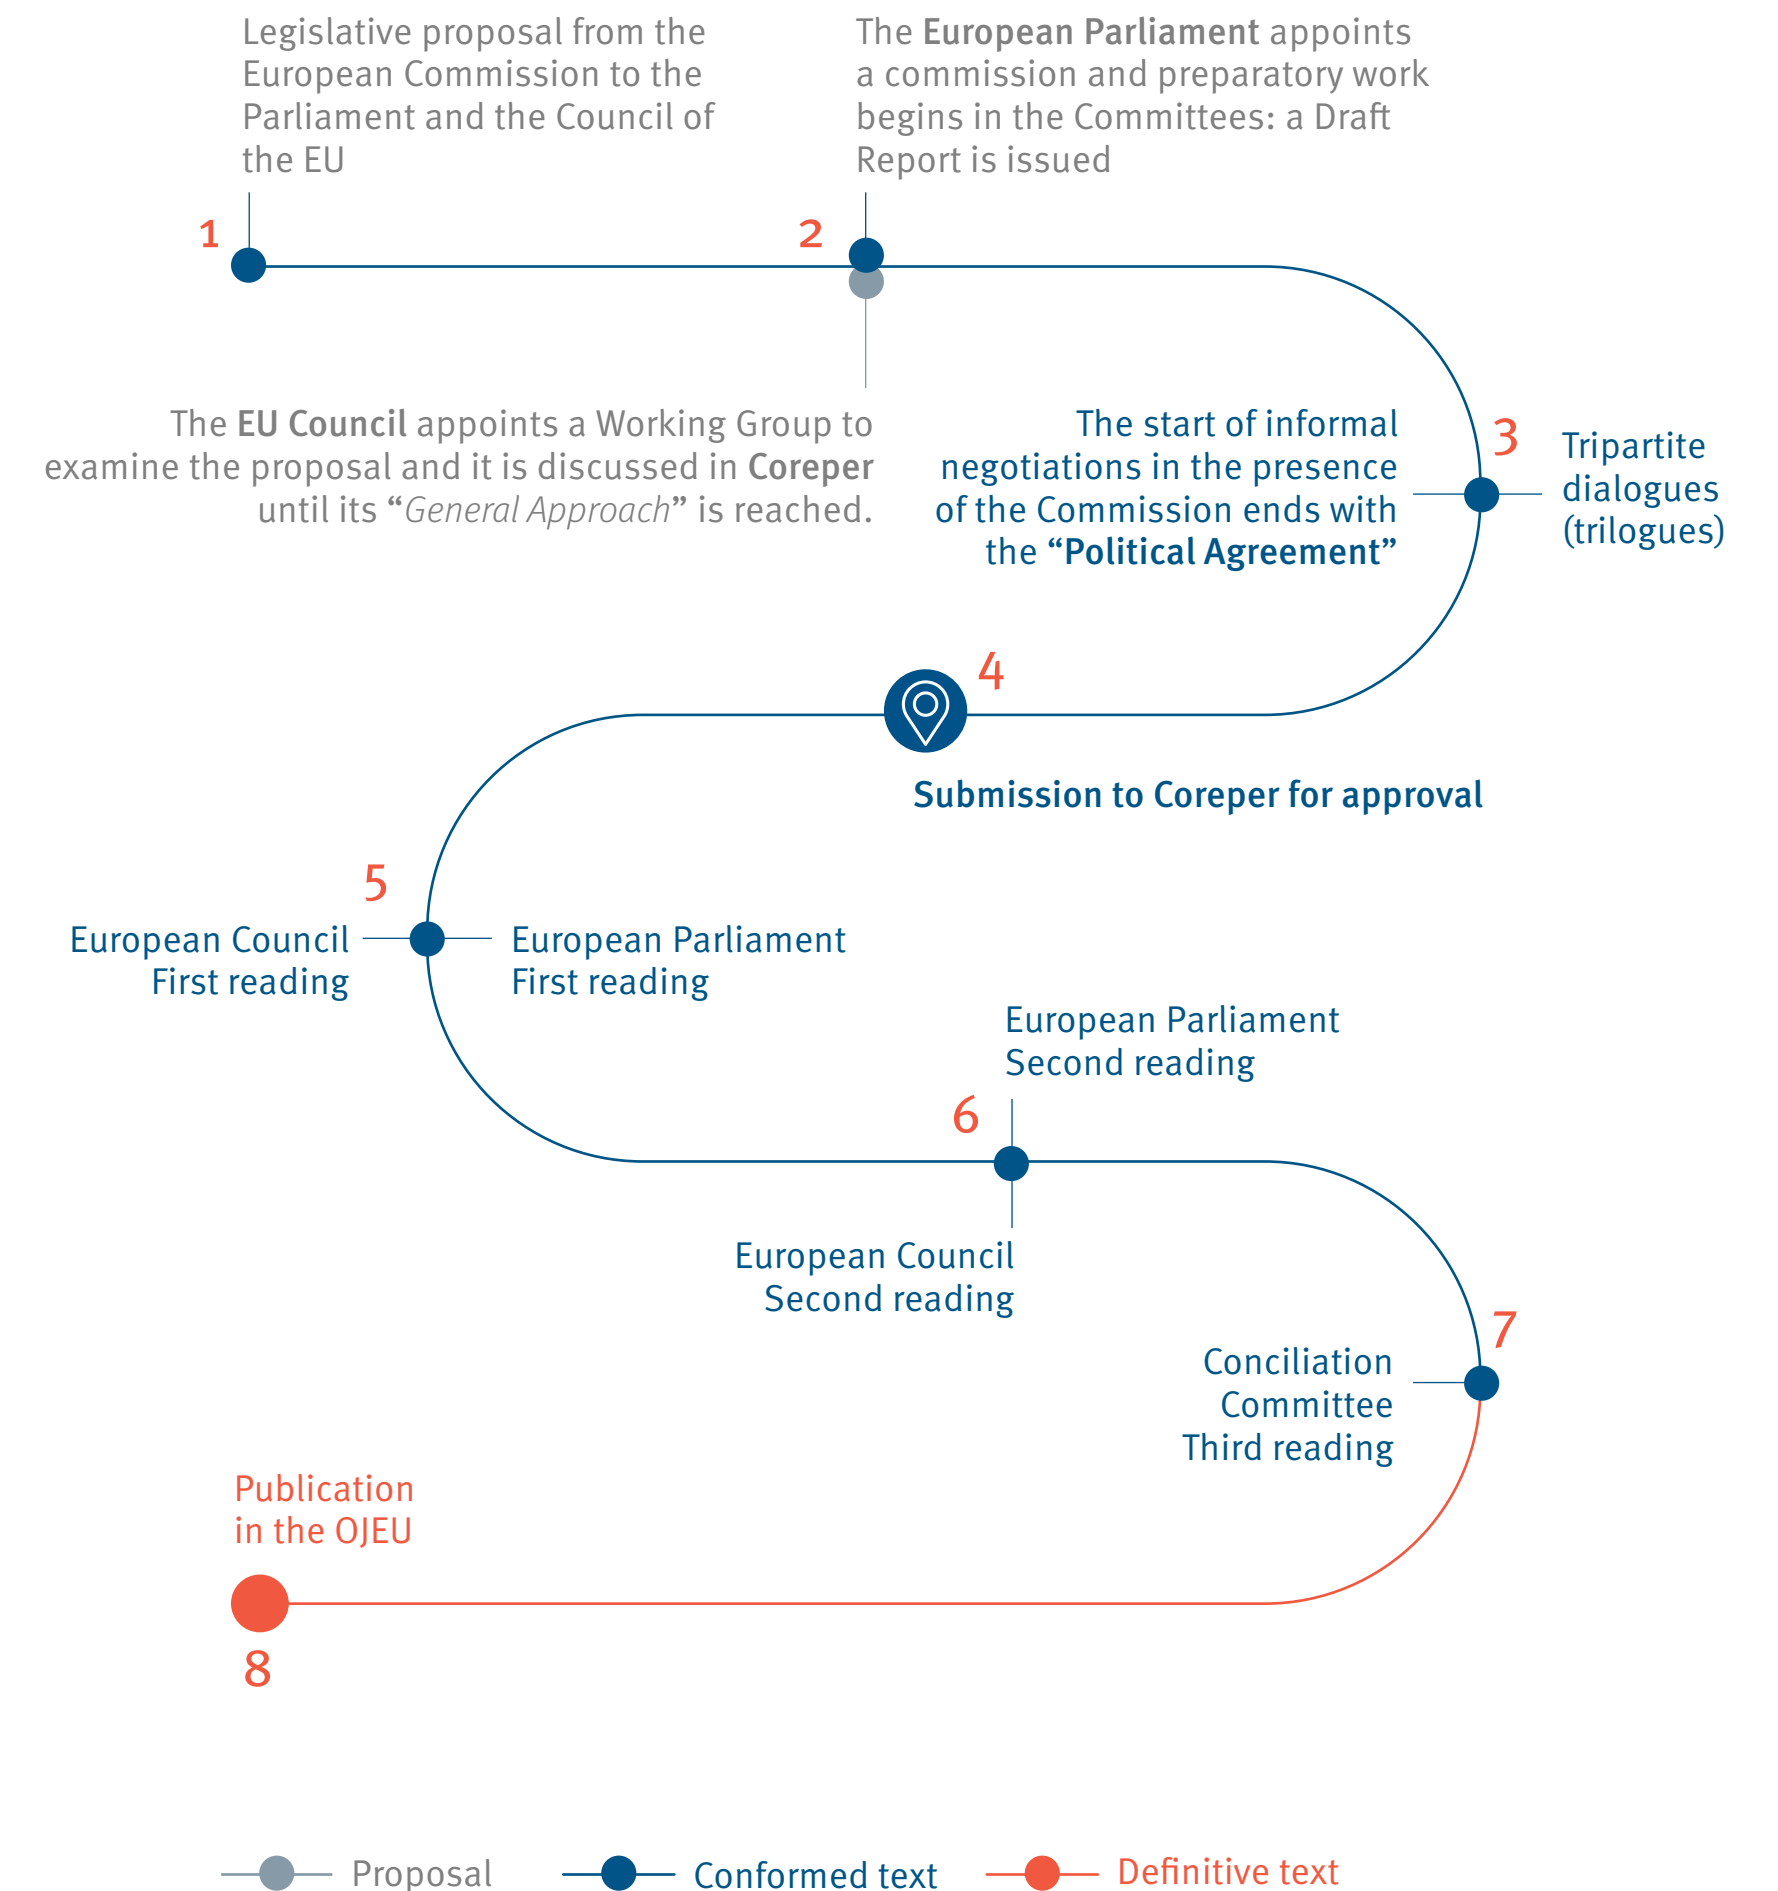 1
Legislative proposal from the
European Commission to the
Parliament and the Council of
the EU
2
The European Parliament appoints
a commission and preparatory work
begins in the Committees: a Draft
Report is issued
The EU Council appoints a Working Group to
examine the proposal and it is discussed in Coreper
until its “General Approach” is reached.
The start of informal
negotiations in the presence
of the Commission ends with
the “Political Agreement”
3
Tripartite
dialogues
(trilogues)
4
Submission to Coreper for approval
5
European Council
First reading
European Parliament
First reading
European Parliament
Second reading
6
European Council
Second reading
7
Conciliation
Committee
Third reading
Publication
in the OJEU
8
Proposal
Conformed text
Definitive text